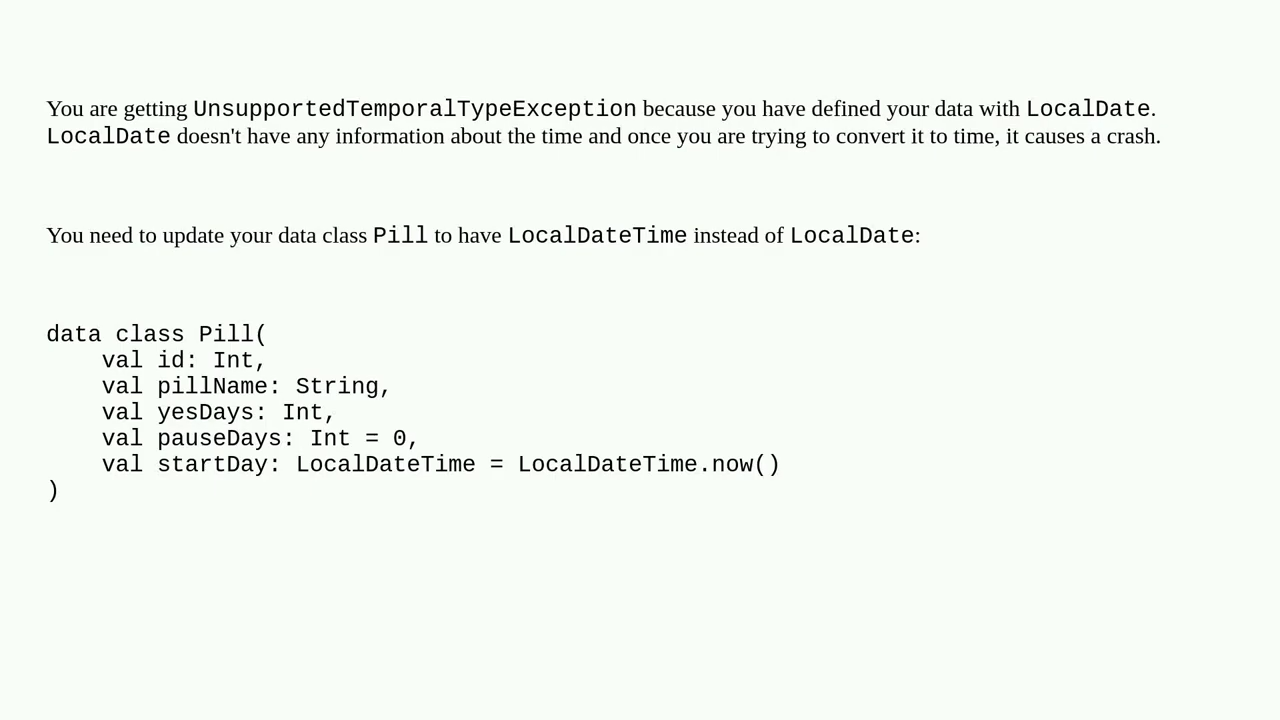 You are getting UnsupportedTemporalTypeException because you have defined your data with LocalDate.
LocalDate doesn't have any information about the time and once you are trying to convert it to time, it causes a crash.
You need to update your data class Pill to have LocalDateTime instead of LocalDate:
data class Pill(
    val id: Int,
    val pillName: String,
    val yesDays: Int,
    val pauseDays: Int = 0,
    val startDay: LocalDateTime = LocalDateTime.now()
)